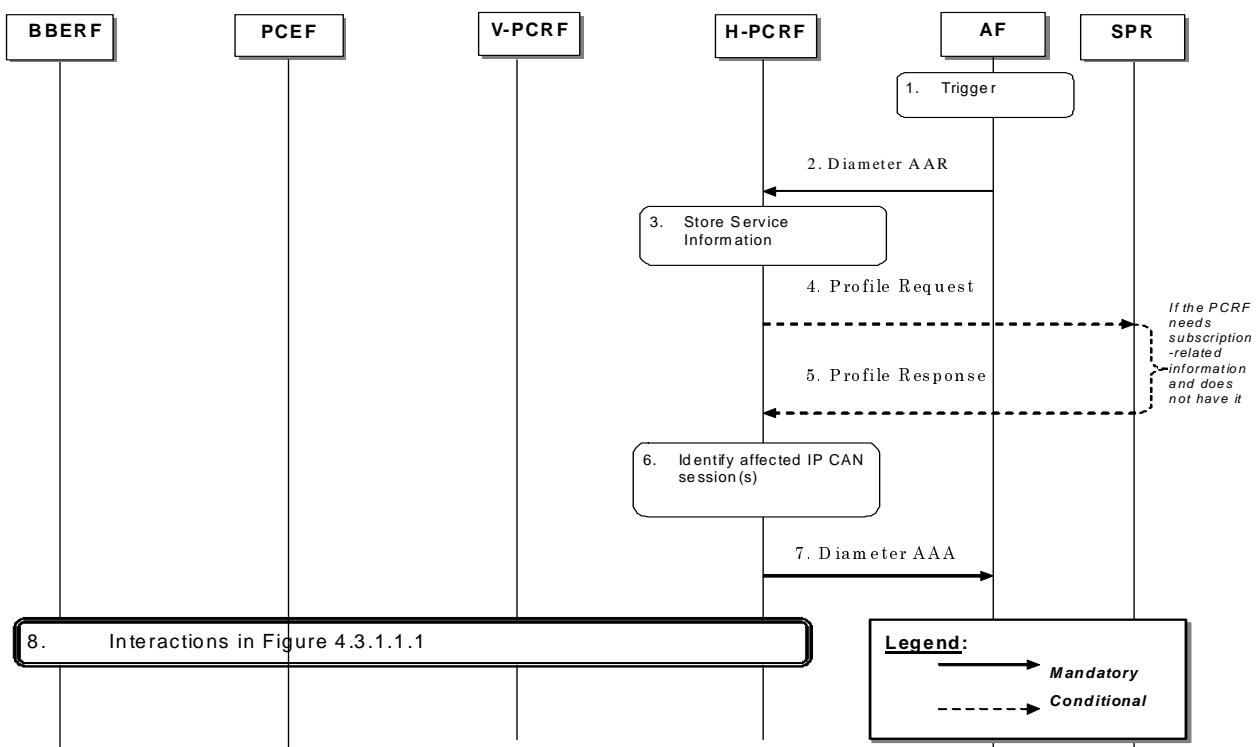 BBERF
PCEF
V-PCRF
H-PCRF
AF
SPR
1. Trigger
2. Diameter AAR
3. Store Service
Information
4. Profile Request
If the PCRF
needs
subscription
-related
information
and does
not have it
5. Profile Response
6. Identify affected IP CAN
session(s)
7. Diameter AAA
8. Interactions in Figure 4.3.1.1.1
Legend:
Mandatory
Conditional